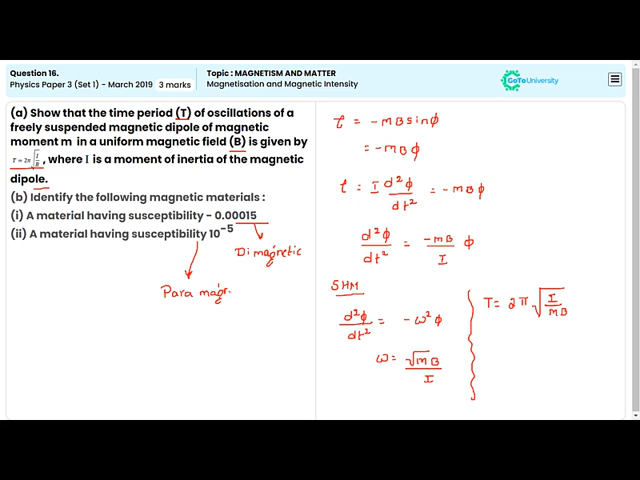 Question 16.
Physics Paper 3 (Set 1) - March 2019 3 marks
Topic : MAGNETISM AND MATTER
Magnetisation and Magnetic Intensity
GoToUniversity
(a) Show that the time period (T) of oscillations of a
freely suspended magnetic dipole of magnetic
moment m in a uniform magnetic field (B) is given by
T = 2π√(I/B) , where I is a moment of inertia of the magnetic
dipole.
(b) Identify the following magnetic materials :
(i) A material having susceptibility - 0.00015
(ii) A material having susceptibility 10⁻⁵
Dimagnetic
Para magr.
τ = -mB sinφ
= -mBφ
τ = I d²φ/dt² = -mBφ
d²φ/dt² = -mB/I φ
SHM
d²φ/dt² = -ω²φ
ω = √mB/I
T = 2π √(I/mB)